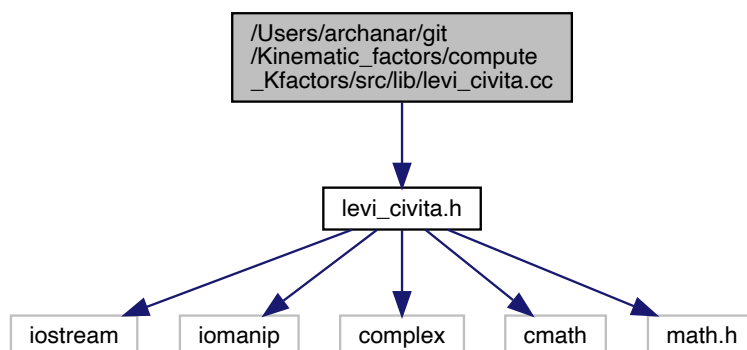 /Users/archanar/git
/Kinematic_factors/compute
_Kfactors/src/lib/levi_civita.cc
levi_civita.h
iostream
iomanip
complex
cmath
math.h